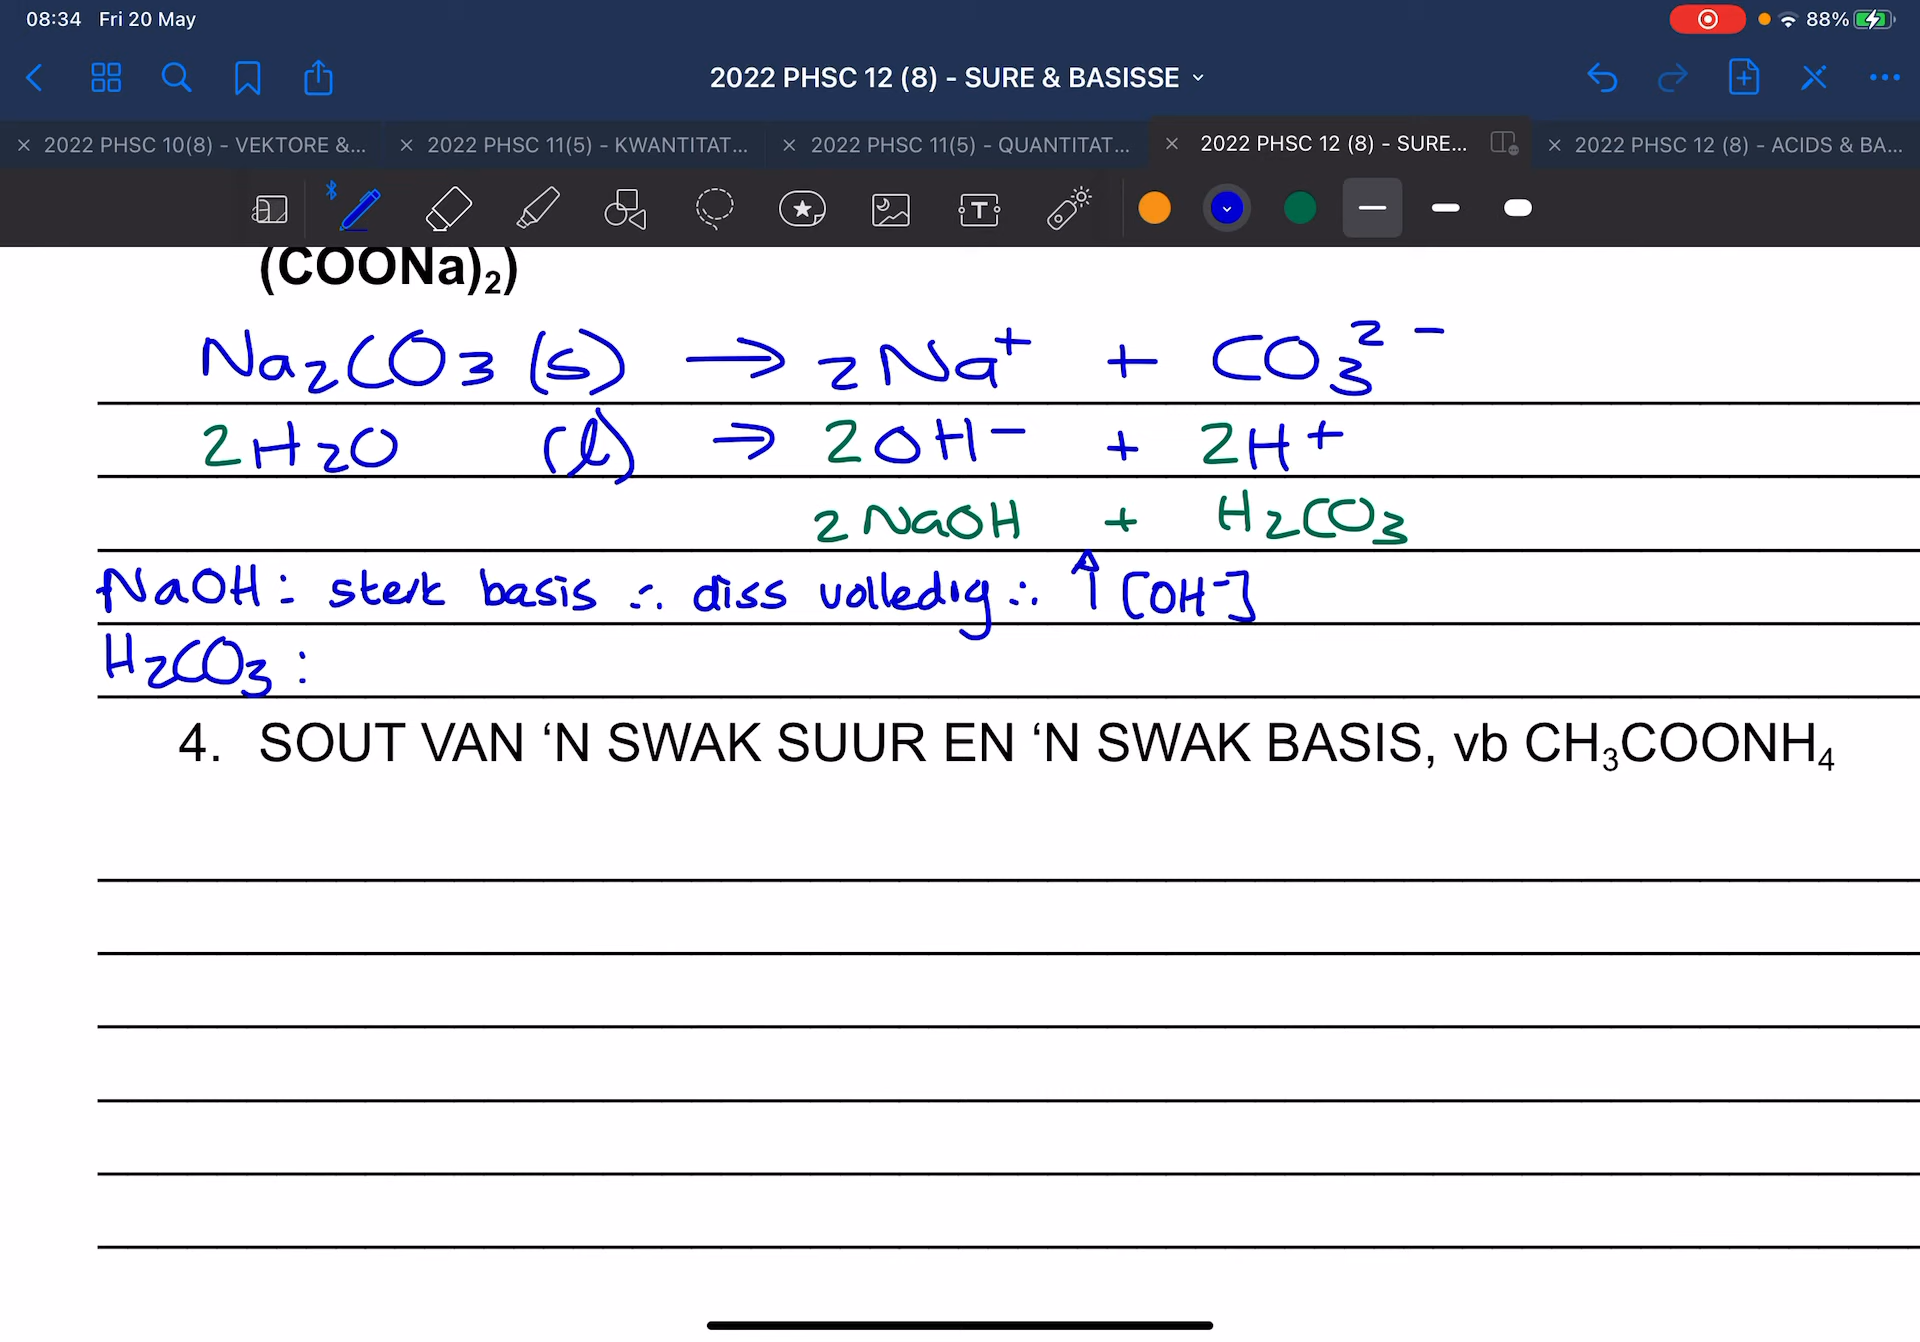 08:34 Fri 20 May 88%
2022 PHSC 12 (8) - SURE & BASISSE
2022 PHSC 10(8) - VEKTORE &... 2022 PHSC 11(5) - KWANTITAT... 2022 PHSC 11(5) - QUANTITAT... 2022 PHSC 12 (8) - SURE... 2022 PHSC 12 (8) - ACIDS & BA...
(COONa)₂)
Na₂CO₃ (s) → 2Na⁺ + CO₃²⁻
2H₂O (l) → 2OH⁻ + 2H⁺
2NaOH + H₂CO₃
NaOH: sterk basis ∴ diss volledig ∴ ↑ [OH⁻]
H₂CO₃:
4. SOUT VAN ‘N SWAK SUUR EN ‘N SWAK BASIS, vb CH₃COONH₄